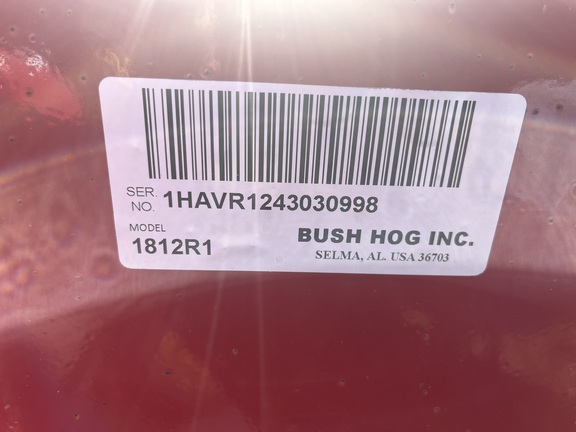 SER. NO. 1HAVR1243030998
MODEL
1812R1
BUSH HOG INC.
SELMA, AL. USA 36703